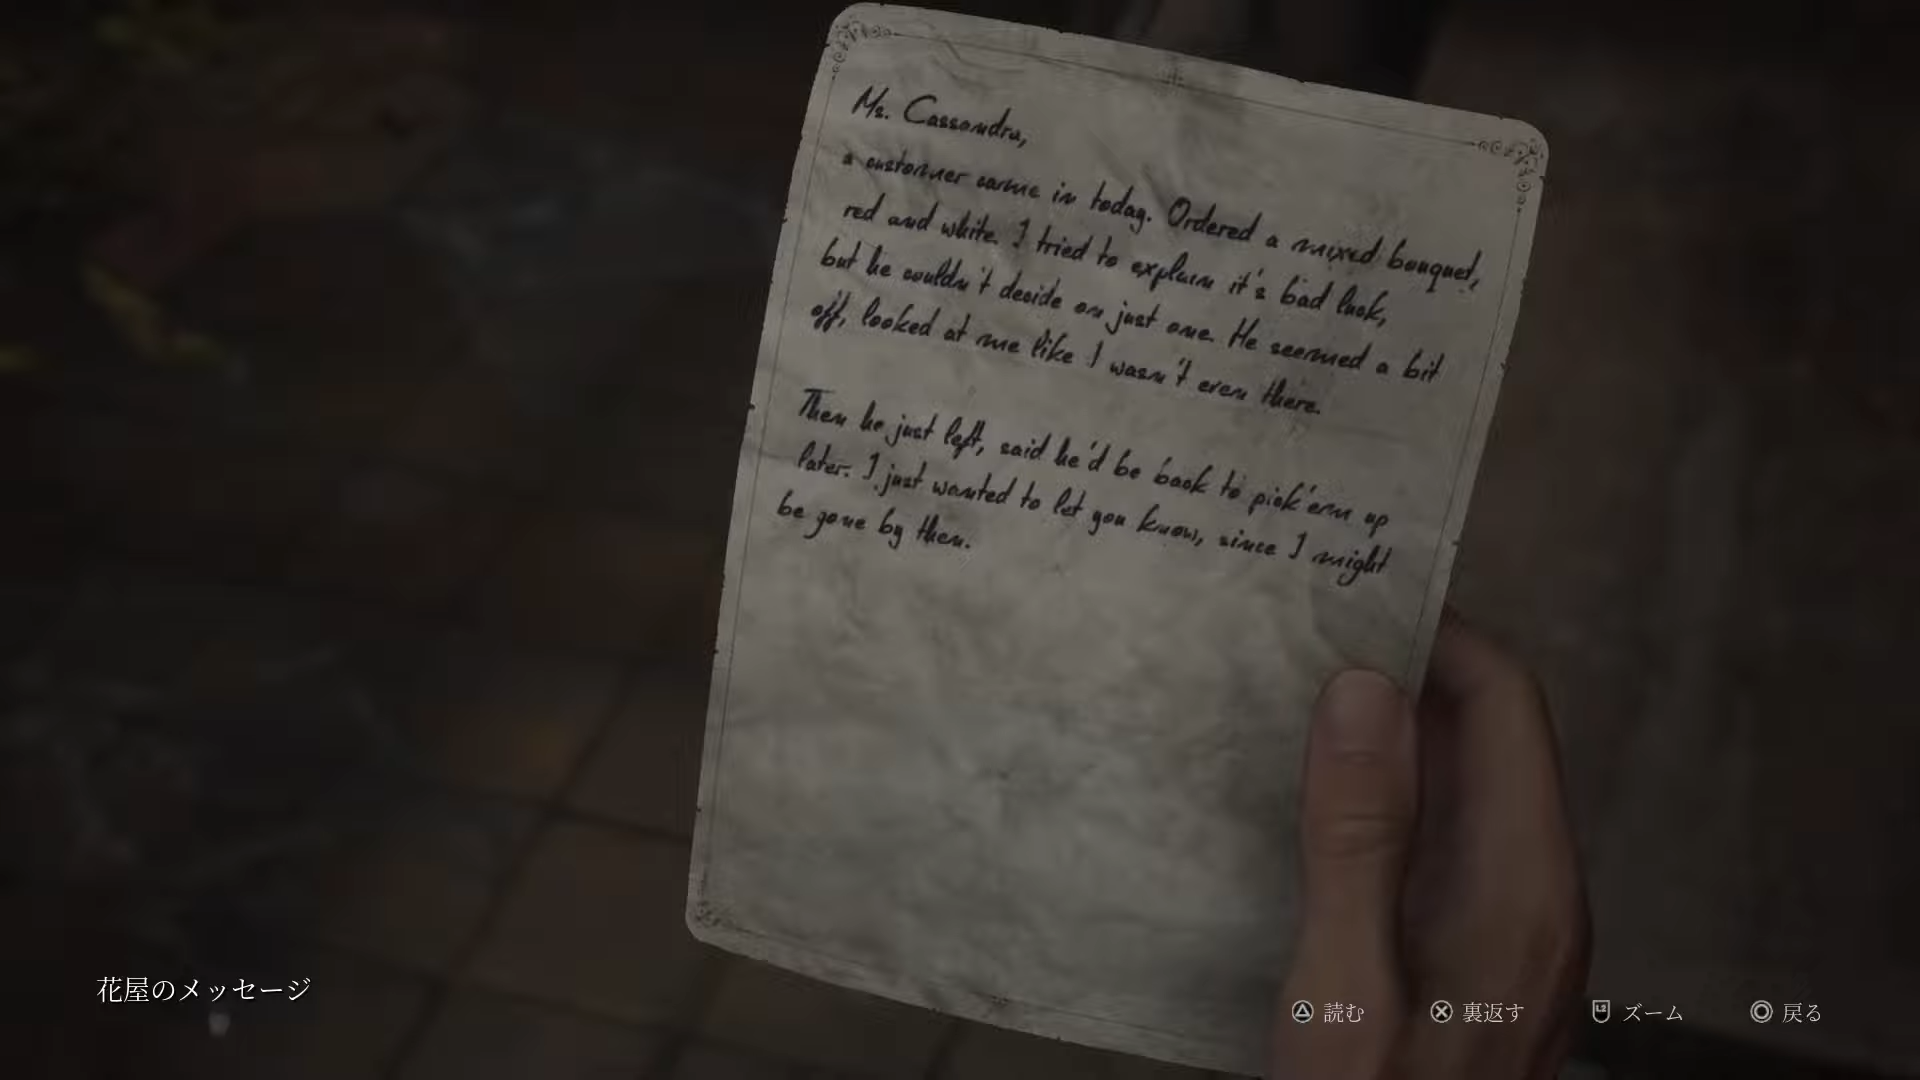 Ms. Cassandra,
a customer came in today. Ordered a mixed bouquet,
red and white. I tried to explain it's bad luck,
but he couldn't decide on just one. He seemed a bit
off, looked at me like I wasn't even there.
Then he just left, said he'd be back to pick'em up
later. I just wanted to let you know, since I might
be gone by then.
花屋のメッセージ
読む 裏返す L2 ズーム 戻る